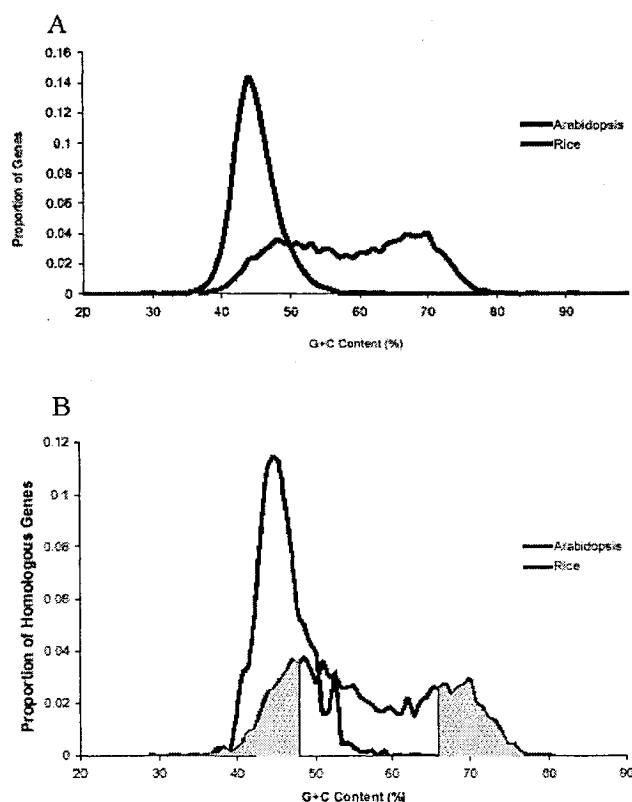 A
0.16
0.14
0.12
0.1
0.08
0.06
0.04
0.02
0
Proportion of Genes
Arabidopsis
Rice
20 30 40 50 60 70 80 90
G+C Content (%)
B
0.12
0.1
0.08
0.06
0.04
0.02
0
Proportion of Homologous Genes
Arabidopsis
Rice
20 30 40 50 60 70 80 90
G+C Content (%)